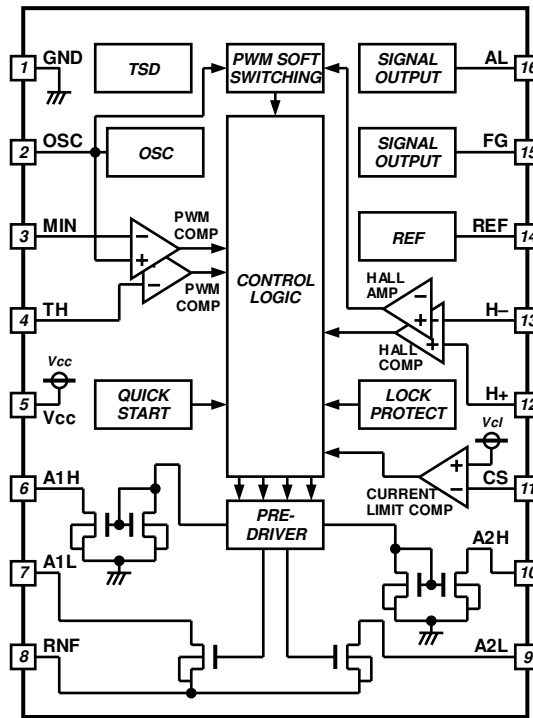 1
GND
TSD
PWM SOFT
SWITCHING
SIGNAL
OUTPUT
AL
16
2
OSC
OSC
SIGNAL
OUTPUT
FG
15
3
MIN
−
+
PWM
COMP
−
PWM
COMP
CONTROL
LOGIC
REF
REF
14
4
TH
HALL
AMP
−
+
−
+
HALL
COMP
H–
13
Vcc
5
Vcc
QUICK
START
LOCK
PROTECT
H+
12
Vcl
6
A1H
+
−
CURRENT
LIMIT COMP
CS
11
PRE-
DRIVER
7
A1L
A2H
10
8
RNF
A2L
9